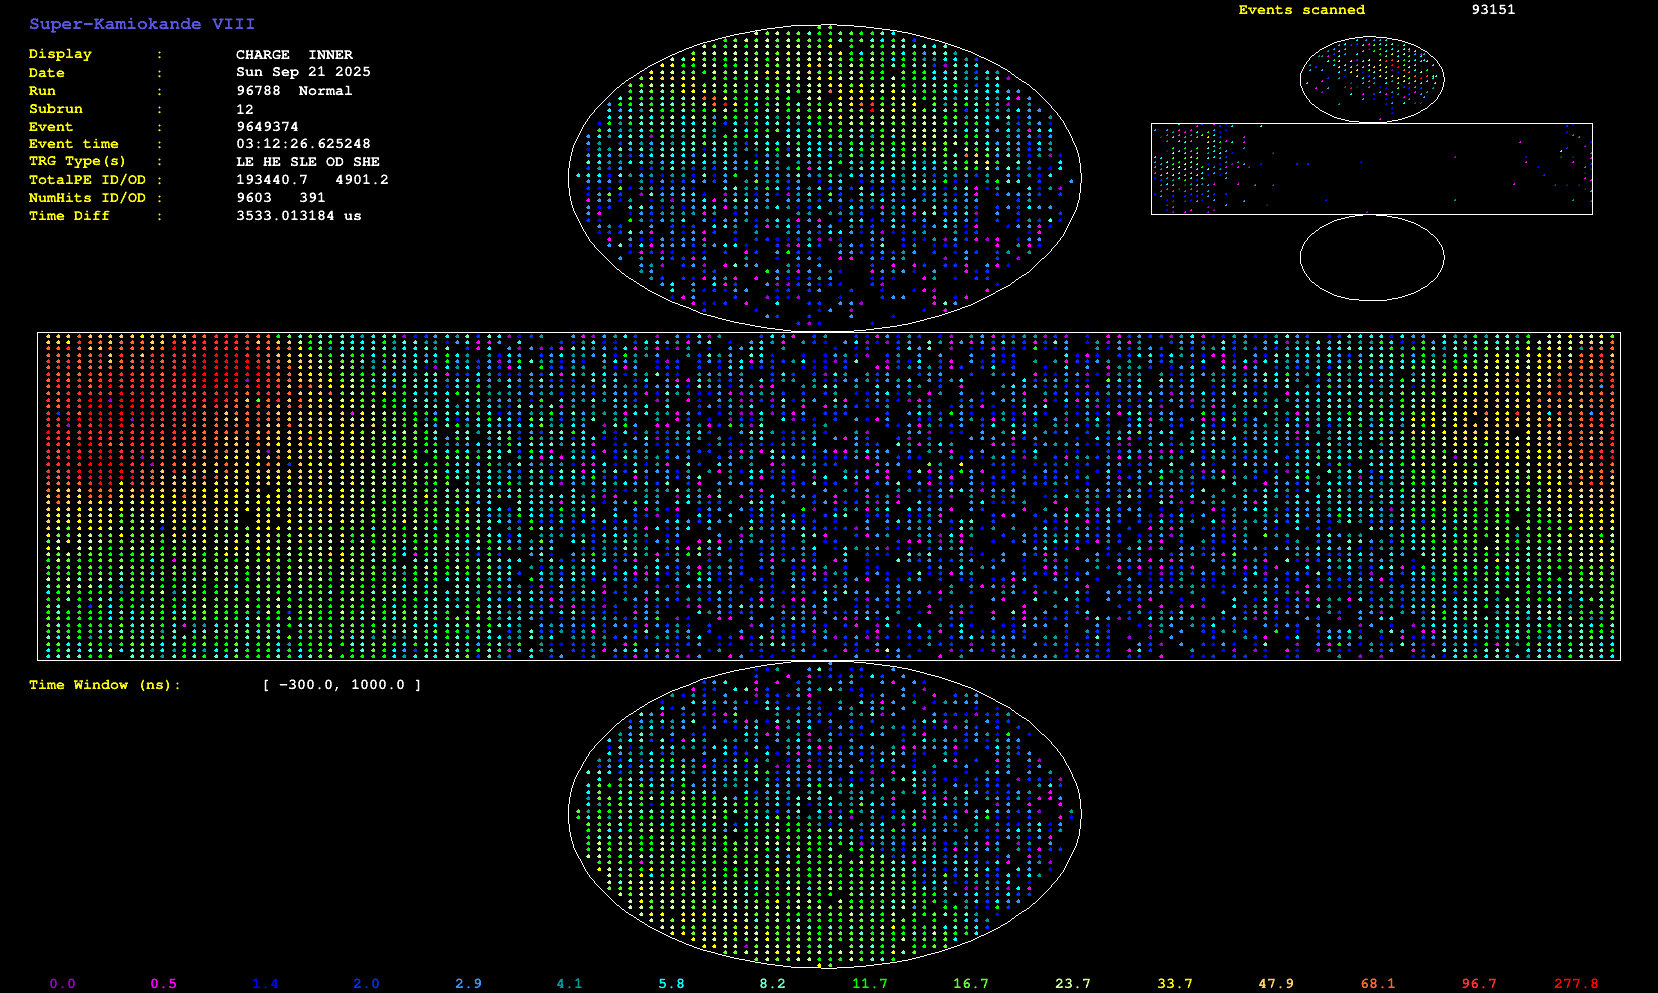 Super-Kamiokande VIII
Events scanned 93151
Display : CHARGE INNER
Date : Sun Sep 21 2025
Run : 96788 Normal
Subrun : 12
Event : 9649374
Event time : 03:12:26.625248
TRG Type(s) : LE HE SLE OD SHE
TotalPE ID/OD : 193440.7 4901.2
NumHits ID/OD : 9603 391
Time Diff : 3533.013184 us
Time Window (ns): [ -300.0, 1000.0 ]
0.0 0.5 1.4 2.0 2.9 4.1 5.8 8.2 11.7 16.7 23.7 33.7 47.9 68.1 96.7 277.8